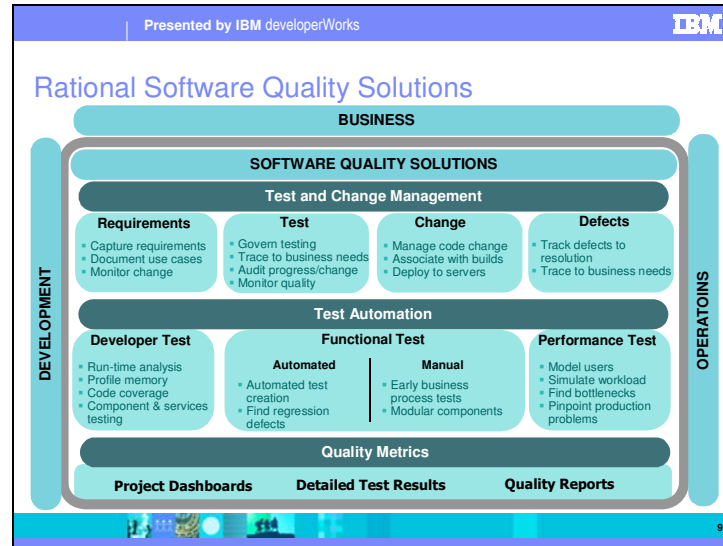 Presented by IBM developerWorks
IBM
Rational Software Quality Solutions
BUSINESS
DEVELOPMENT
OPERATOINS
SOFTWARE QUALITY SOLUTIONS
Test and Change Management
Requirements
▪ Capture requirements
▪ Document use cases
▪ Monitor change
Test
▪ Govern testing
▪ Trace to business needs
▪ Audit progress/change
▪ Monitor quality
Change
▪ Manage code change
▪ Associate with builds
▪ Deploy to servers
Defects
▪ Track defects to
resolution
▪ Trace to business needs
Test Automation
Developer Test
▪ Run-time analysis
▪ Profile memory
▪ Code coverage
▪ Component & services
testing
Functional Test
Automated
▪ Automated test
creation
▪ Find regression
defects
Manual
▪ Early business
process tests
▪ Modular components
Performance Test
▪ Model users
▪ Simulate workload
▪ Find bottlenecks
▪ Pinpoint production
problems
Quality Metrics
Project Dashboards
Detailed Test Results
Quality Reports
9